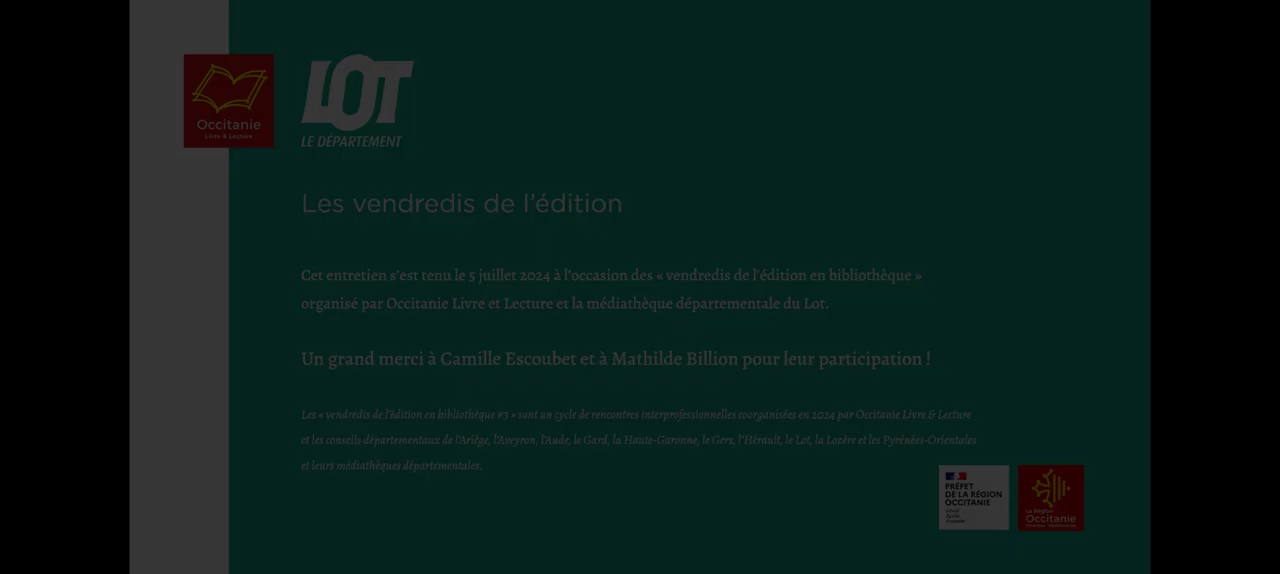 Occitanie
Livre & Lecture
LOT
LE DÉPARTEMENT
Les vendredis de l'édition
Cet entretien s'est tenu le 5 juillet 2024 à l'occasion des « vendredis de l'édition en bibliothèque »
organisé par Occitanie Livre et Lecture et la médiathèque départementale du Lot.
Un grand merci à Camille Escoubet et à Mathilde Billion pour leur participation !
Les « vendredis de l'édition en bibliothèque #3 » sont un cycle de rencontres interprofessionnelles coorganisées en 2024 par Occitanie Livre & Lecture
et les conseils départementaux de l'Ariège, l'Aveyron, l'Aude, le Gard, la Haute-Garonne, le Gers, l'Hérault, le Lot, la Lozère et les Pyrénées-Orientales
et leurs médiathèques départementales.
PRÉFET
DE LA RÉGION
OCCITANIE
Liberté
Égalité
Fraternité
La Région
Occitanie
Pyrénées - Méditerranée